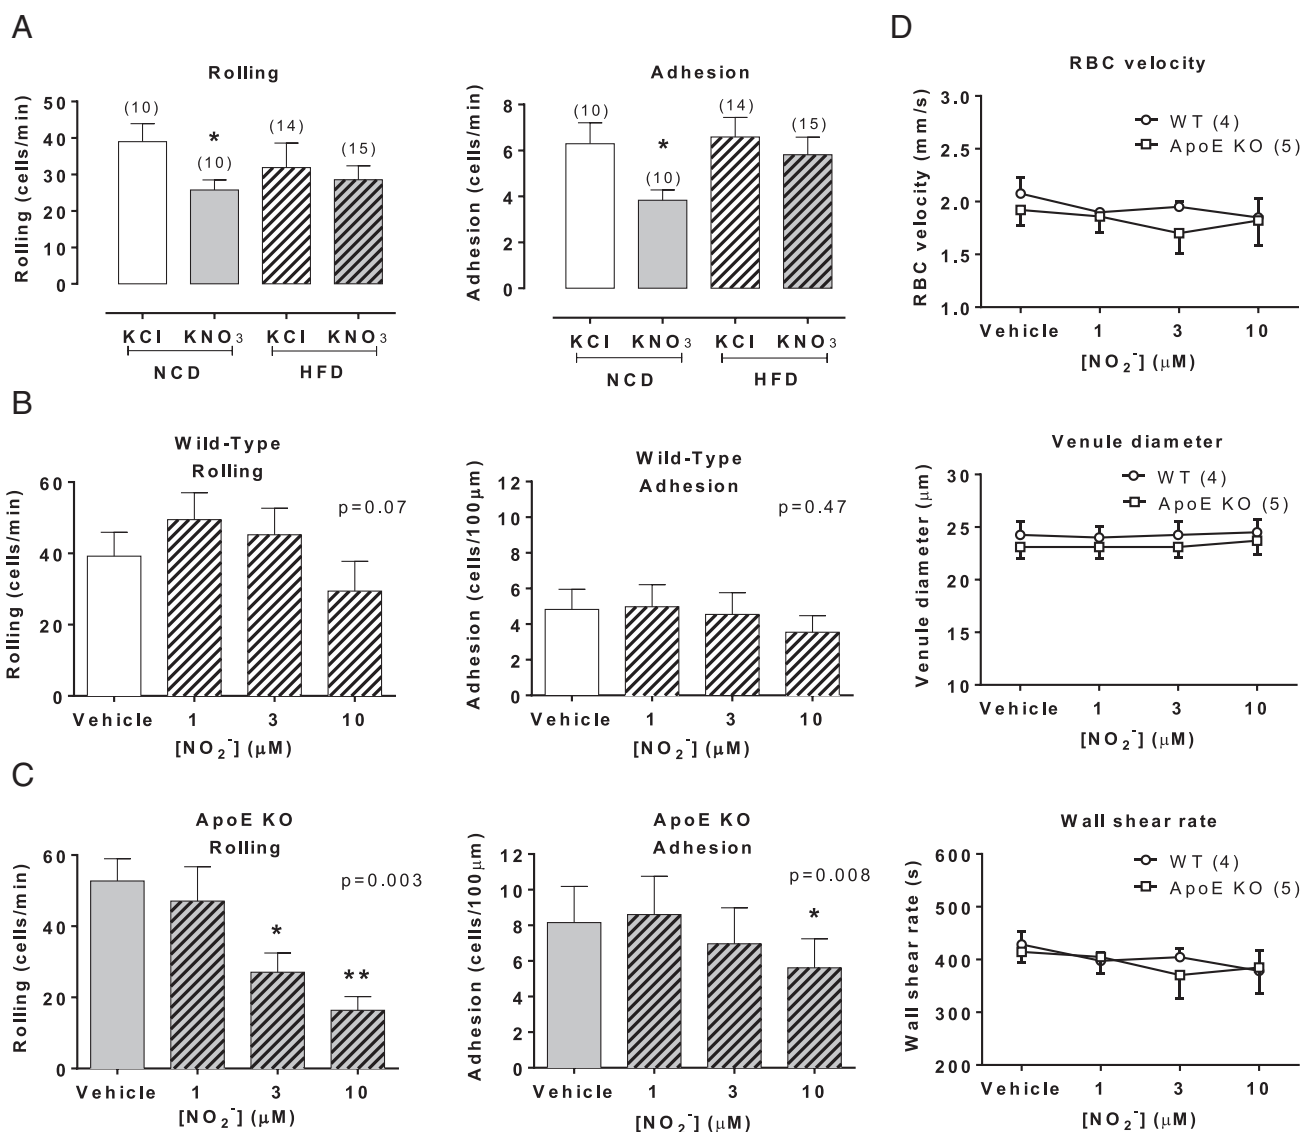 A
Rolling
Rolling (cells/min)
50
40
30
20
10
0
(10)
*
(10)
(14)
(15)
KCl KNO3 KCl KNO3
NCD HFD
Adhesion
Adhesion (cells/min)
8
6
4
2
0
(10)
*
(10)
(14)
(15)
KCl KNO3 KCl KNO3
NCD HFD
B
Wild-Type
Rolling
Rolling (cells/min)
60
40
20
0
p=0.07
Vehicle 1 3 10
[NO2-] (µM)
Wild-Type
Adhesion
Adhesion (cells/100µm)
12
10
8
6
4
2
0
p=0.47
Vehicle 1 3 10
[NO2-] (µM)
C
ApoE KO
Rolling
Rolling (cells/min)
60
40
20
0
p=0.003
*
**
Vehicle 1 3 10
[NO2-] (µM)
ApoE KO
Adhesion
Adhesion (cells/100µm)
12
10
8
6
4
2
0
p=0.008
*
Vehicle 1 3 10
[NO2-] (µM)
D
RBC velocity
RBC velocity (mm/s)
3.0
2.5
2.0
1.5
1.0
WT (4)
ApoE KO (5)
Vehicle 1 3 10
[NO2-] (µM)
Venule diameter
Venule diameter (µm)
30
25
20
15
10
WT (4)
ApoE KO (5)
Vehicle 1 3 10
[NO2-] (µM)
Wall shear rate
Wall shear rate (s)
600
500
400
300
200
WT (4)
ApoE KO (5)
Vehicle 1 3 10
[NO2-] (µM)